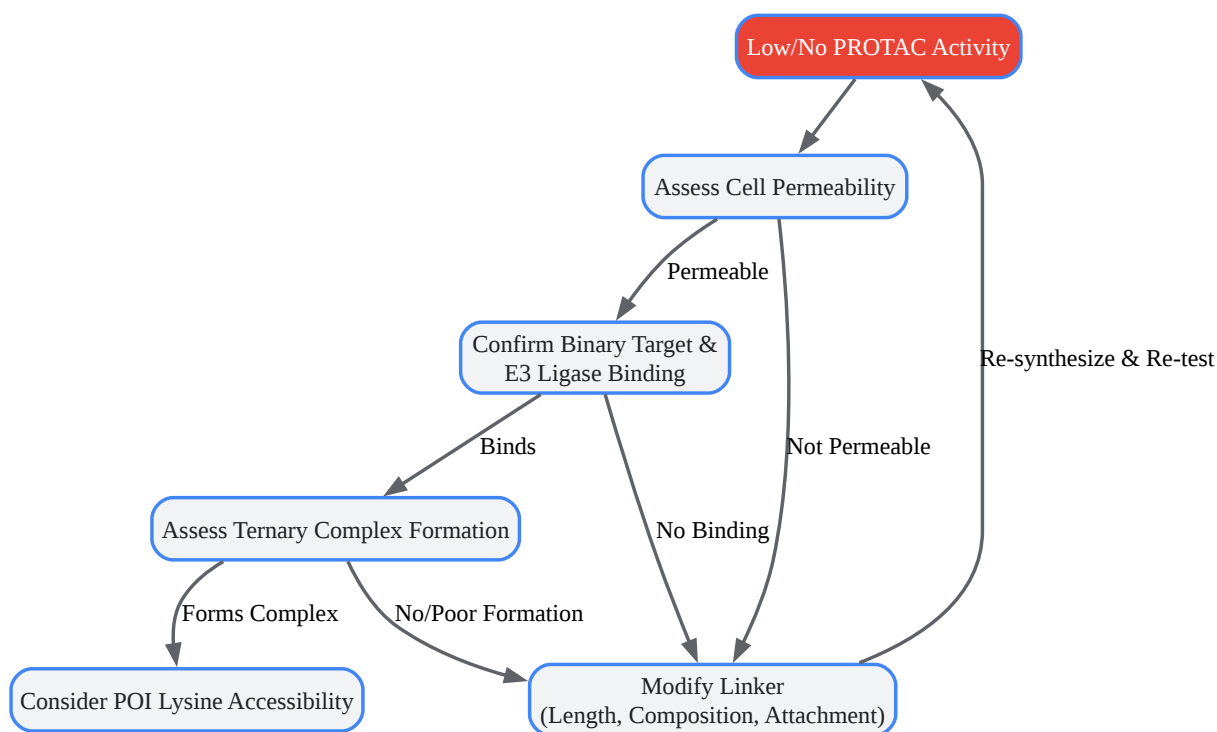 Low/No PROTAC Activity
Assess Cell Permeability
Permeable
Confirm Binary Target &
E3 Ligase Binding
Re-synthesize & Re-test
Binds
Not Permeable
Assess Ternary Complex Formation
No Binding
Forms Complex
No/Poor Formation
Consider POI Lysine Accessibility
Modify Linker
(Length, Composition, Attachment)